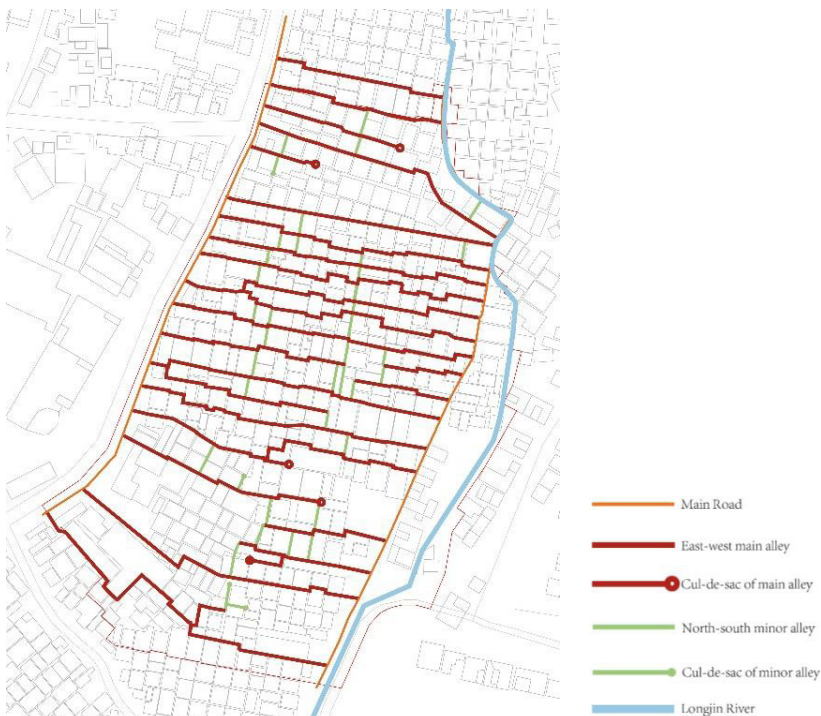 Main Road
East-west main alley
Cul-de-sac of main alley
North-south minor alley
Cul-de-sac of minor alley
Longjin River